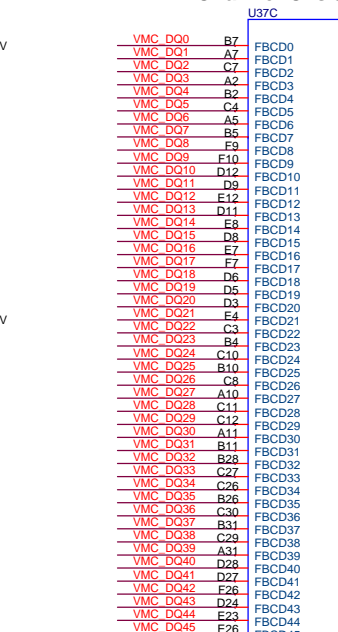 U37C
VMC_DQ0 B7 FBCD0
V
VMC_DQ1 A7 FBCD1
VMC_DQ2 C7 FBCD2
VMC_DQ3 A2 FBCD3
VMC_DQ4 B2 FBCD4
VMC_DQ5 C4 FBCD5
VMC_DQ6 A5 FBCD6
VMC_DQ7 B5 FBCD7
VMC_DQ8 F9 FBCD8
VMC_DQ9 F10 FBCD9
VMC_DQ10 D12 FBCD10
VMC_DQ11 D9 FBCD11
VMC_DQ12 E12 FBCD12
VMC_DQ13 D11 FBCD13
VMC_DQ14 E8 FBCD14
VMC_DQ15 D8 FBCD15
VMC_DQ16 E7 FBCD16
VMC_DQ17 F7 FBCD17
VMC_DQ18 D6 FBCD18
VMC_DQ19 D5 FBCD19
VMC_DQ20 D3 FBCD20
VMC_DQ21 E4 FBCD21
V
VMC_DQ22 C3 FBCD22
VMC_DQ23 B4 FBCD23
VMC_DQ24 C10 FBCD24
VMC_DQ25 B10 FBCD25
VMC_DQ26 C8 FBCD26
VMC_DQ27 A10 FBCD27
VMC_DQ28 C11 FBCD28
VMC_DQ29 C12 FBCD29
VMC_DQ30 A11 FBCD30
VMC_DQ31 B11 FBCD31
VMC_DQ32 B28 FBCD32
VMC_DQ33 C27 FBCD33
VMC_DQ34 C26 FBCD34
VMC_DQ35 B26 FBCD35
VMC_DQ36 C30 FBCD36
VMC_DQ37 B31 FBCD37
VMC_DQ38 C29 FBCD38
VMC_DQ39 A31 FBCD39
VMC_DQ40 D28 FBCD40
VMC_DQ41 D27 FBCD41
VMC_DQ42 F26 FBCD42
VMC_DQ43 D24 FBCD43
VMC_DQ44 E23 FBCD44
VMC_DQ45